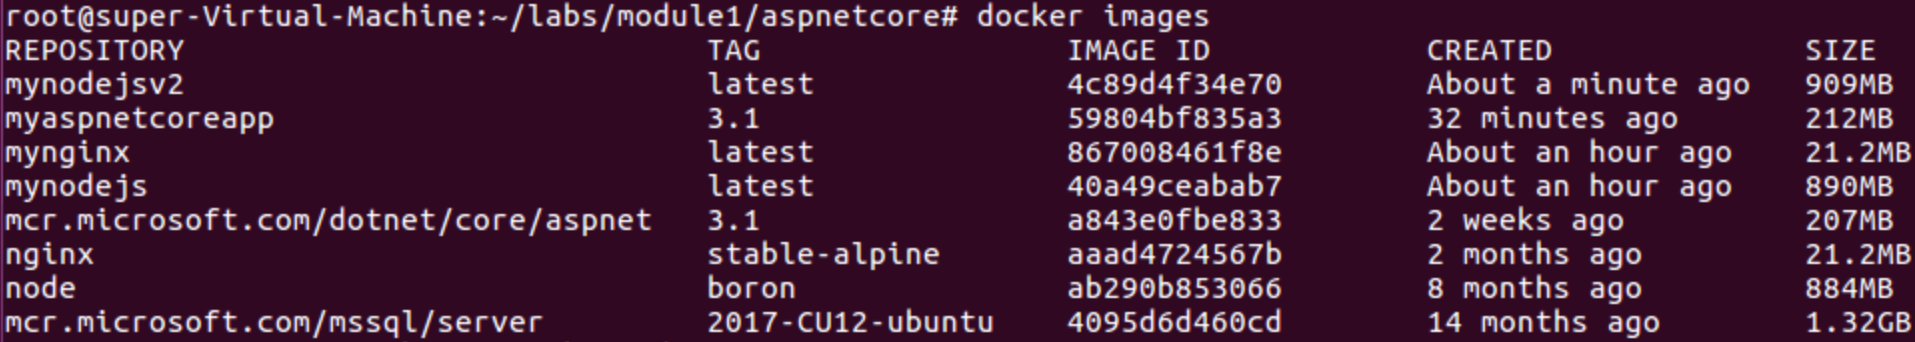 root@super-Virtual-Machine:~/labs/module1/aspnetcore# docker images
REPOSITORY TAG IMAGE ID CREATED SIZE
mynodejsv2 latest 4c89d4f34e70 About a minute ago 909MB
myaspnetcoreapp 3.1 59804bf835a3 32 minutes ago 212MB
mynginx latest 867008461f8e About an hour ago 21.2MB
mynodejs latest 40a49ceabab7 About an hour ago 890MB
mcr.microsoft.com/dotnet/core/aspnet 3.1 a843e0fbe833 2 weeks ago 207MB
nginx stable-alpine aaad4724567b 2 months ago 21.2MB
node boron ab290b853066 8 months ago 884MB
mcr.microsoft.com/mssql/server 2017-CU12-ubuntu 4095d6d460cd 14 months ago 1.32GB